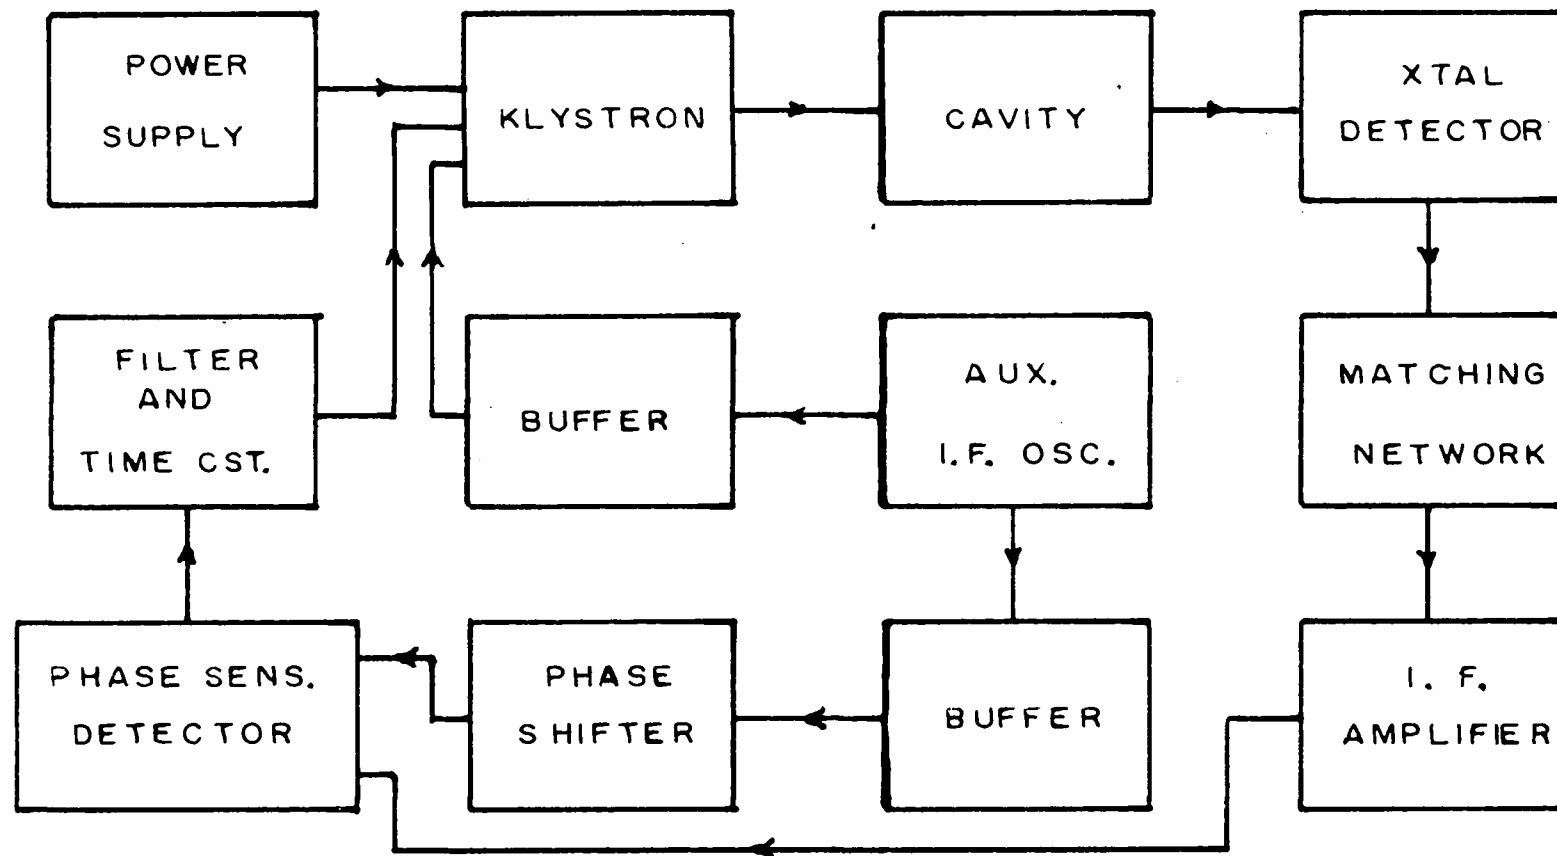 POWER
SUPPLY
KLYSTRON
CAVITY
XTAL
DETECTOR
FILTER
AND
TIME CST.
BUFFER
AUX.
I.F. OSC.
MATCHING
NETWORK
PHASE SENS.
DETECTOR
PHASE
SHIFTER
BUFFER
I. F.
AMPLIFIER